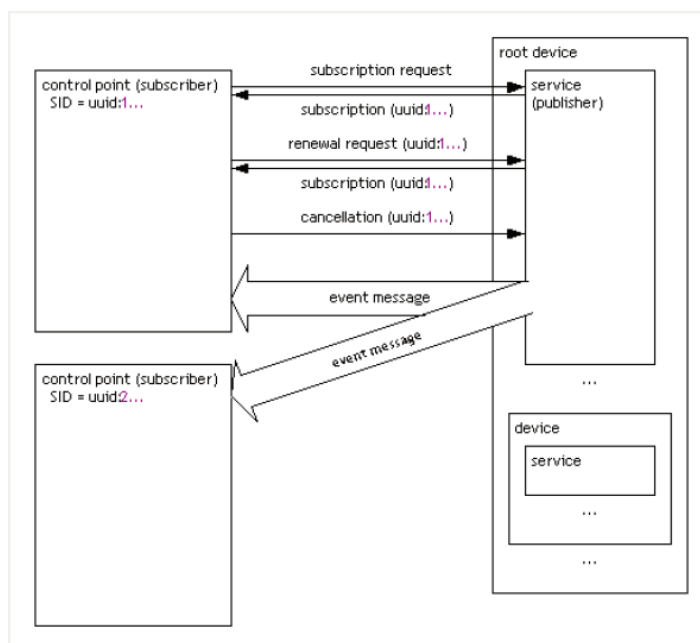 root device
subscription request
control point (subscriber)
SID = uuid:1...
service
(publisher)
subscription (uuid:1...)
renewal request (uuid:1...)
subscription (uuid:1...)
cancellation (uuid:1...)
event message
event message
control point (subscriber)
SID = uuid:2...
...
device
service
...
...